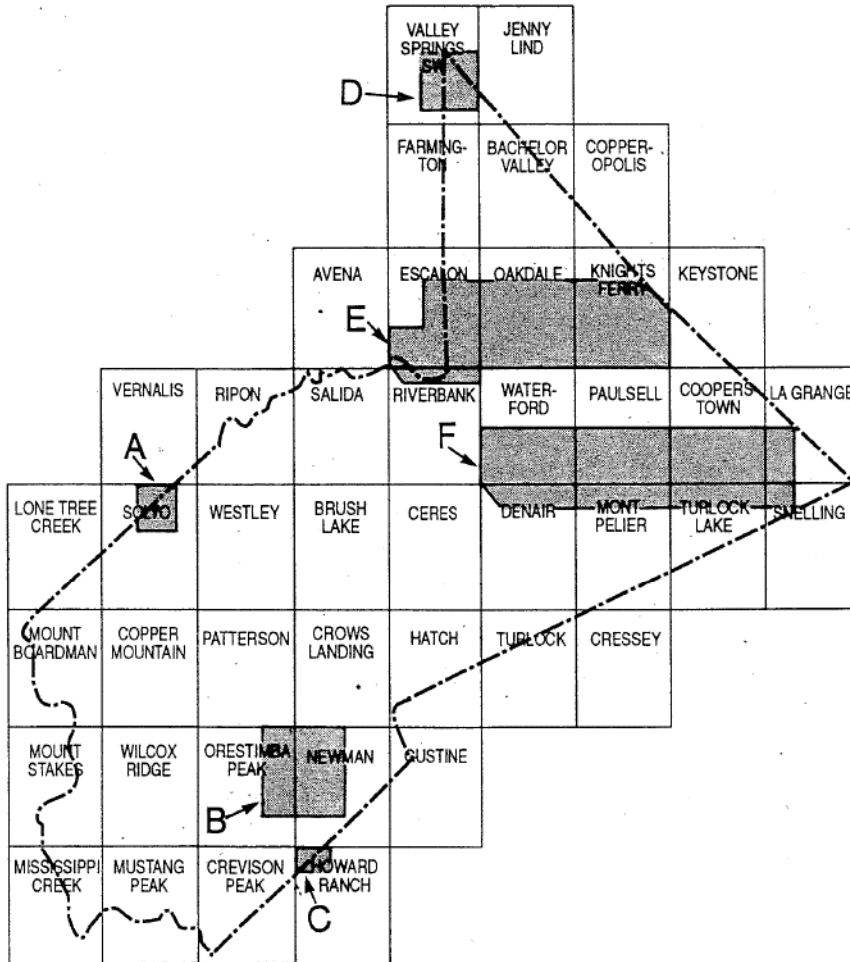 VALLEY
SPRINGS
SW
JENNY
LIND
D
FARMING-
TON
BACHELOR
VALLEY
COPPER-
OPOLIS
AVENA
ESCALON
OAKDALE
KNIGHTS
FERRY
KEYSTONE
E
VERNALIS
RIPON
SALIDA
RIVERBANK
WATER-
FORD
PAULSELL
COOPERS
TOWN
LA GRANGE
A
F
LONE TREE
CREEK
SOLYO
WESTLEY
BRUSH
LAKE
CERES
DENAIR
MONT
PELIER
TURLOCK
LAKE
SNELLING
MOUNT
BOARDMAN
COPPER
MOUNTAIN
PATTERSON
CROWS
LANDING
HATCH
TURLOCK
CRESSEY
MOUNT
STAKES
WILCOX
RIDGE
ORESTIMBA
PEAK
NEWMAN
GUSTINE
B
MISSISSIPPI
CREEK
MUSTANG
PEAK
CREVISON
PEAK
HOWARD
RANCH
C